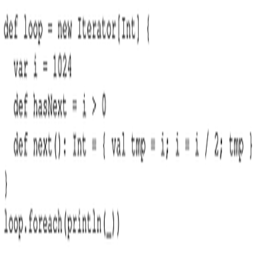 def loop = new Iterator[Int] {
  var i = 1024
  def hasNext = i > 0
  def next(): Int = { val tmp = i; i = i / 2; tmp }
}
loop.foreach(println(_))